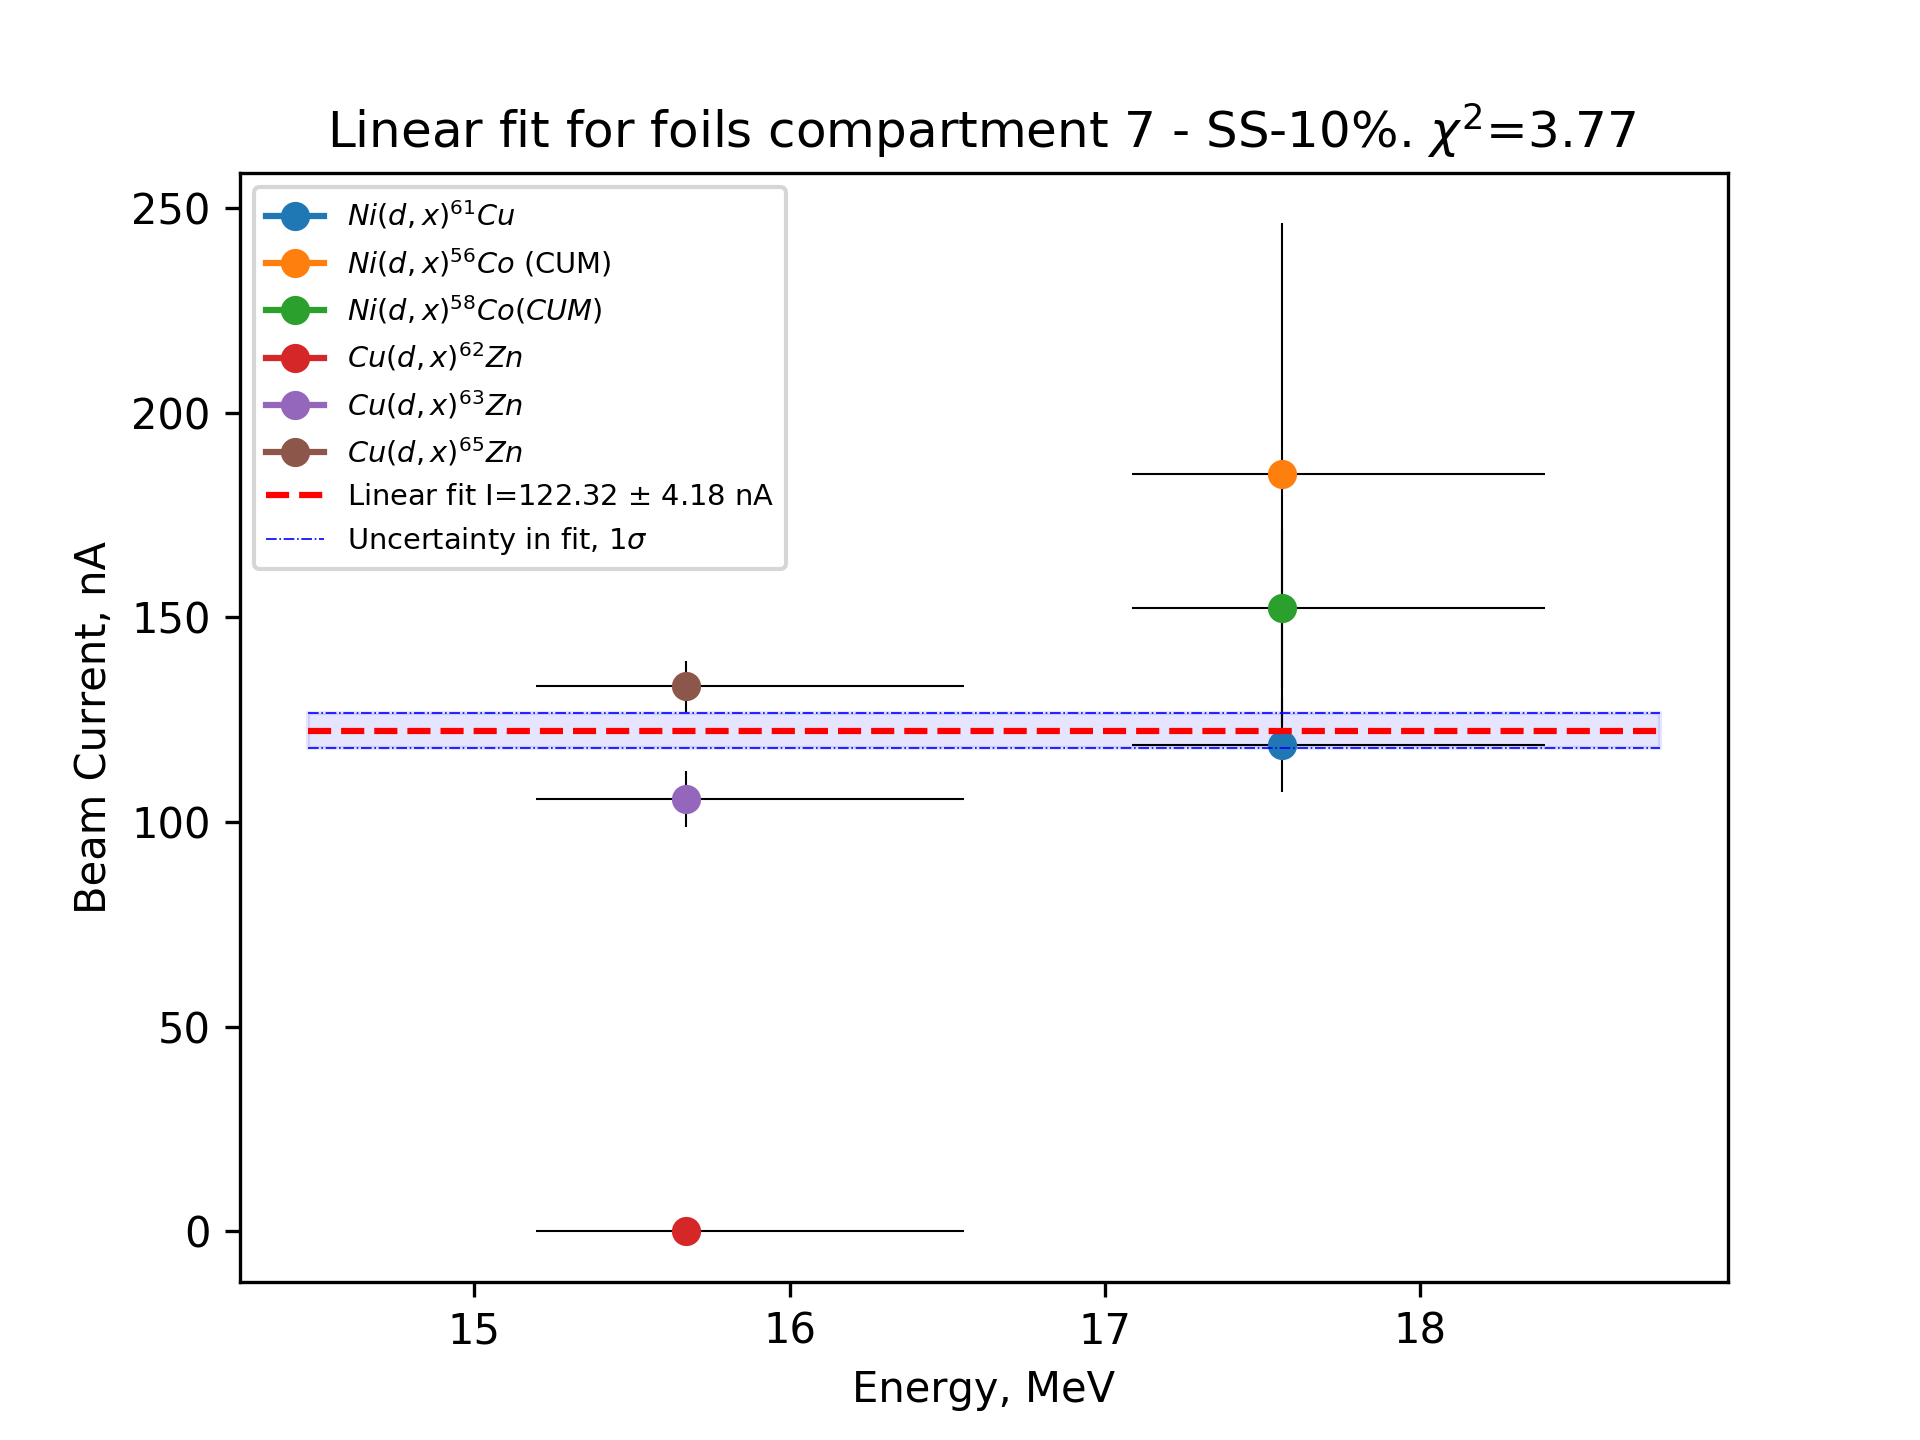 Linear fit for foils compartment 7 - SS-10%. χ²=3.77
250
200
150
100
50
0
Beam Current, nA
Ni(d, x)⁶¹Cu
Ni(d, x)⁵⁶Co (CUM)
Ni(d, x)⁵⁸Co(CUM)
Cu(d, x)⁶²Zn
Cu(d, x)⁶³Zn
Cu(d, x)⁶⁵Zn
Linear fit I=122.32 ± 4.18 nA
Uncertainty in fit, 1σ
15 16 17 18
Energy, MeV